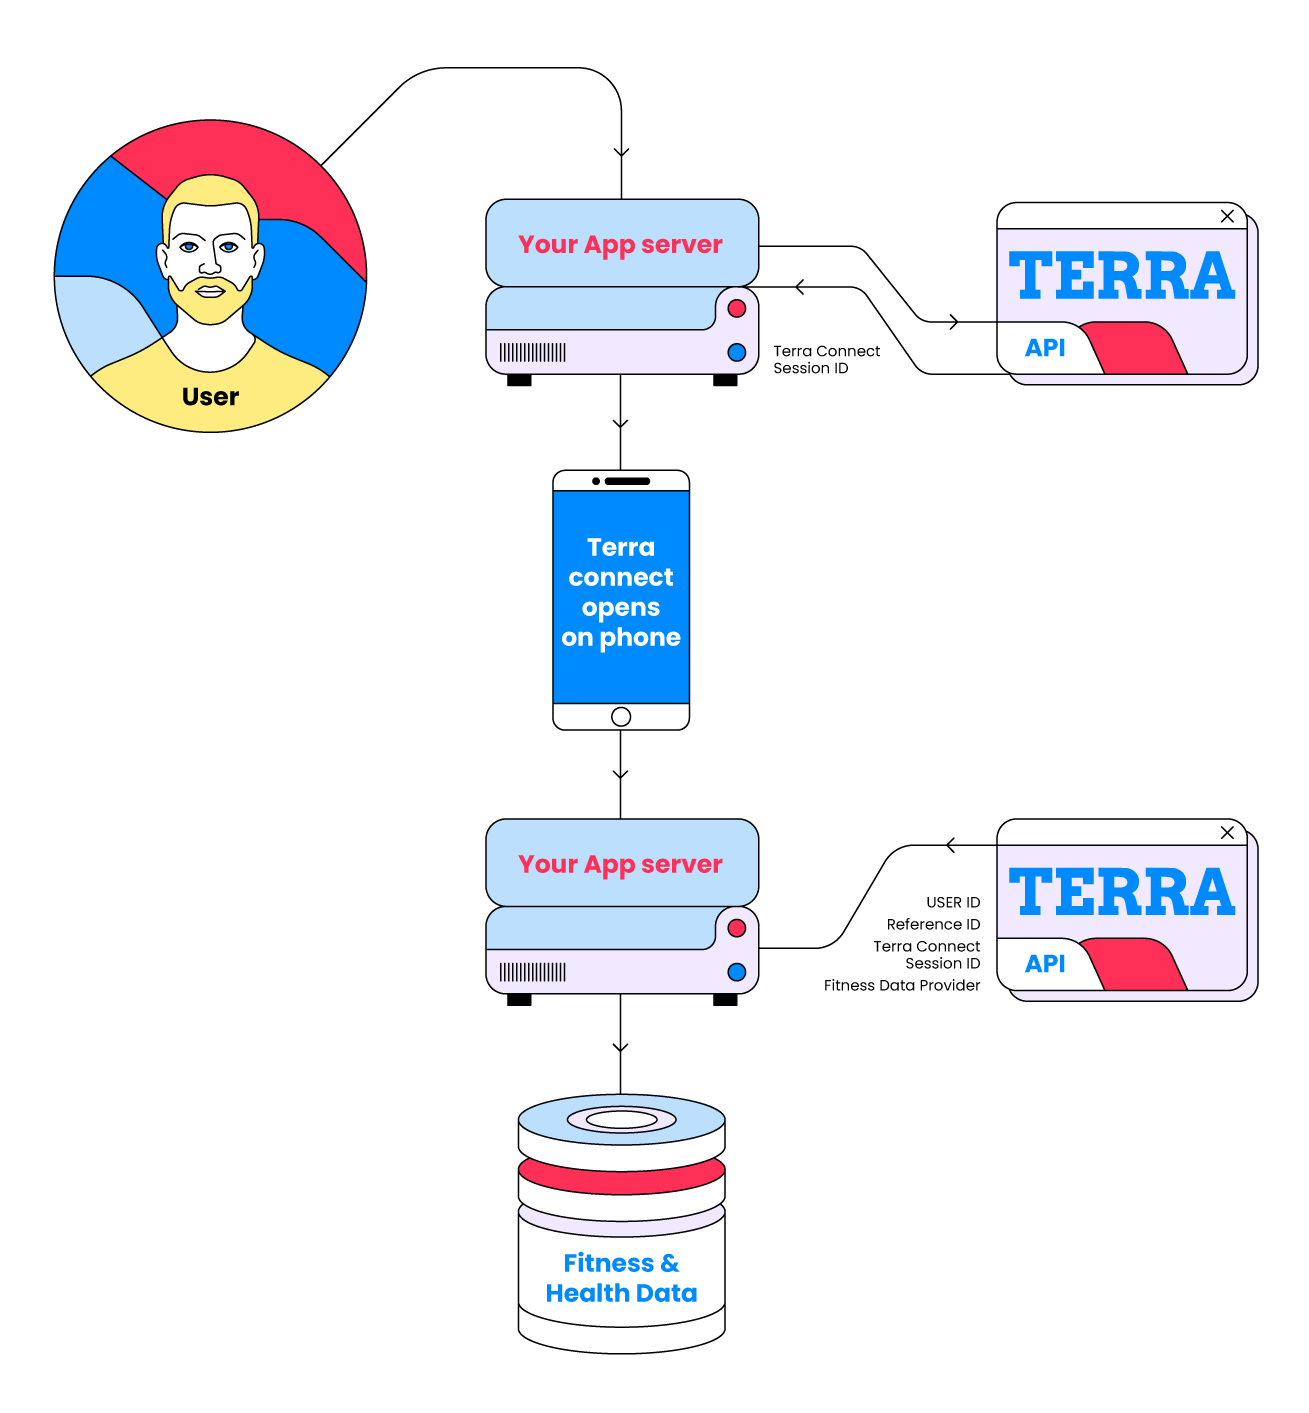 User
Your App server
TERRA
API
Terra Connect
Session ID
Terra
connect
opens
on phone
Your App server
TERRA
API
USER ID
Reference ID
Terra Connect
Session ID
Fitness Data Provider
Fitness &
Health Data